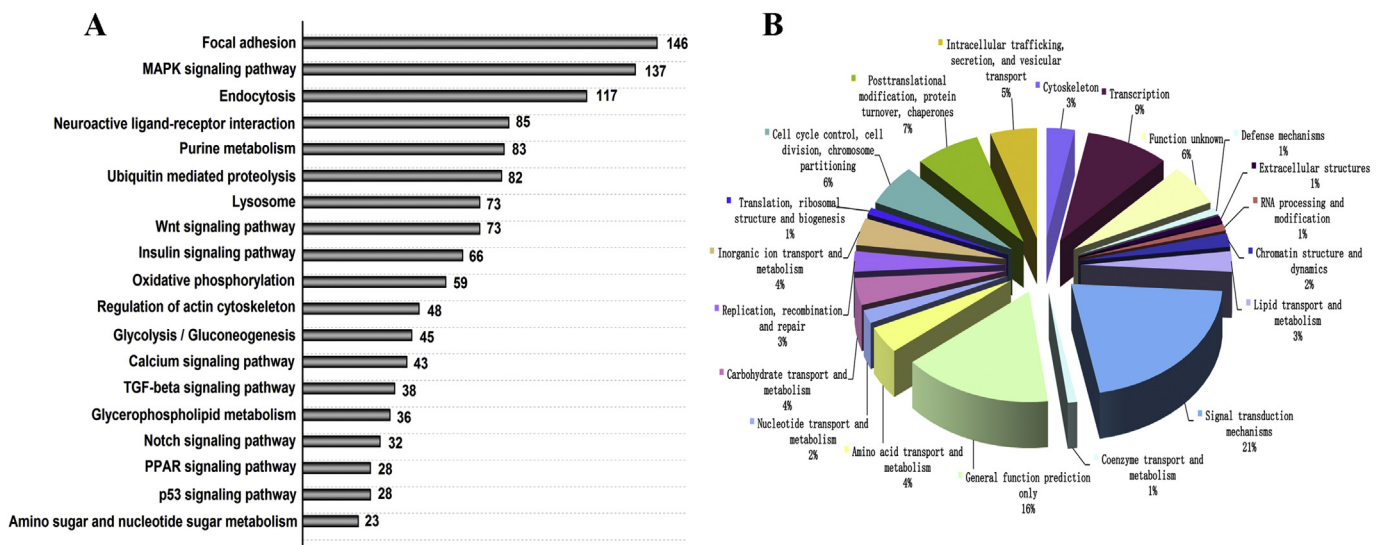 A
Focal adhesion 146
MAPK signaling pathway 137
Endocytosis 117
Neuroactive ligand-receptor interaction 85
Purine metabolism 83
Ubiquitin mediated proteolysis 82
Lysosome 73
Wnt signaling pathway 73
Insulin signaling pathway 66
Oxidative phosphorylation 59
Regulation of actin cytoskeleton 48
Glycolysis / Gluconeogenesis 45
Calcium signaling pathway 43
TGF-beta signaling pathway 38
Glycerophospholipid metabolism 36
Notch signaling pathway 32
PPAR signaling pathway 28
p53 signaling pathway 28
Amino sugar and nucleotide sugar metabolism 23
B
Intracellular trafficking,
secretion, and vesicular
transport
5%
Cytoskeleton
3%
Transcription
9%
Function unknown
6%
Defense mechanisms
1%
Extracellular structures
1%
RNA processing and
modification
1%
Chromatin structure and
dynamics
2%
Lipid transport and
metabolism
3%
Signal transduction
mechanisms
21%
Coenzyme transport and
metabolism
1%
General function prediction
only
16%
Amino acid transport and
metabolism
4%
Nucleotide transport and
metabolism
2%
Carbohydrate transport and
metabolism
4%
Replication, recombination
and repair
3%
Inorganic ion transport and
metabolism
4%
Translation, ribosomal
structure and biogenesis
1%
Cell cycle control, cell
division, chromosome
partitioning
6%
Posttranslational
modification, protein
turnover, chaperones
7%